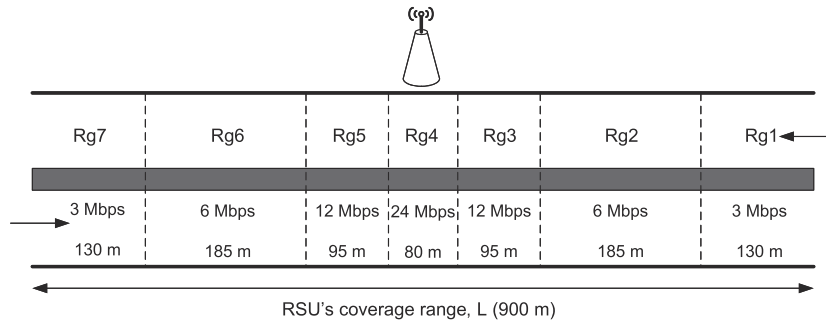 Rg7 Rg6 Rg5 Rg4 Rg3 Rg2 Rg1
3 Mbps 6 Mbps 12 Mbps 24 Mbps 12 Mbps 6 Mbps 3 Mbps
130 m 185 m 95 m 80 m 95 m 185 m 130 m
RSU's coverage range, L (900 m)